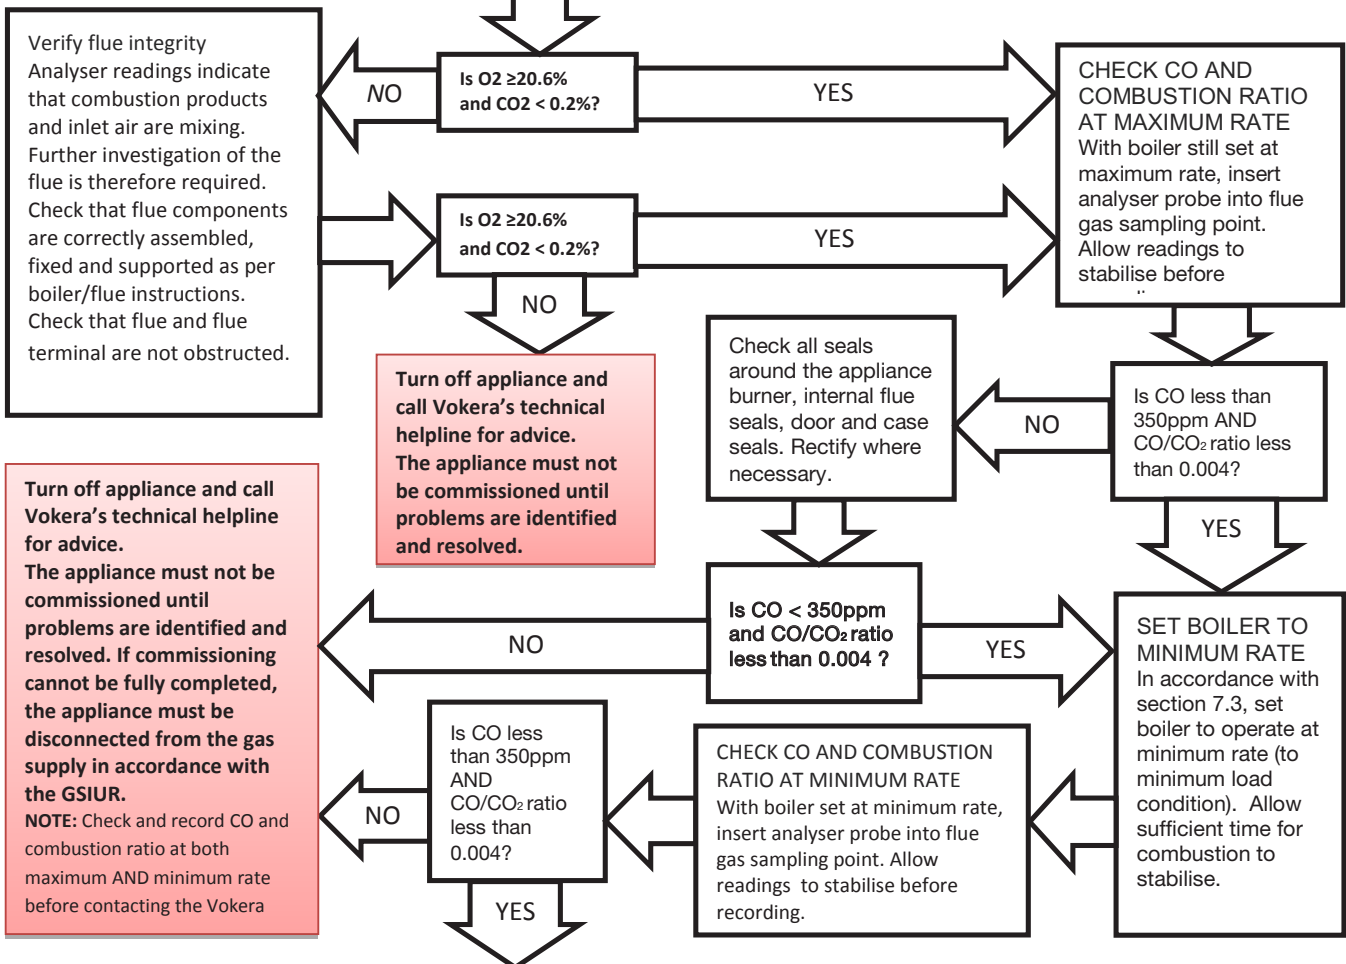 Verify flue integrity
Analyser readings indicate
that combustion products
and inlet air are mixing.
Further investigation of the
flue is therefore required.
Check that flue components
are correctly assembled,
fixed and supported as per
boiler/flue instructions.
Check that flue and flue
terminal are not obstructed.
NO
Is O2 ≥20.6%
and CO2 < 0.2%?
YES
CHECK CO AND
COMBUSTION RATIO
AT MAXIMUM RATE
With boiler still set at
maximum rate, insert
analyser probe into flue
gas sampling point.
Allow readings to
stabilise before
Is O2 ≥20.6%
and CO2 < 0.2%?
YES
NO
Turn off appliance and
call Vokera's technical
helpline for advice.
The appliance must not
be commissioned until
problems are identified
and resolved.
Check all seals
around the appliance
burner, internal flue
seals, door and case
seals. Rectify where
necessary.
NO
Is CO less than
350ppm AND
CO/CO₂ ratio less
than 0.004?
YES
Turn off appliance and call
Vokera's technical helpline
for advice.
The appliance must not be
commissioned until
problems are identified and
resolved. If commissioning
cannot be fully completed,
the appliance must be
disconnected from the gas
supply in accordance with
the GSIUR.
NOTE: Check and record CO and
combustion ratio at both
maximum AND minimum rate
before contacting the Vokera
NO
Is CO < 350ppm
and CO/CO₂ ratio
less than 0.004 ?
YES
SET BOILER TO
MINIMUM RATE
In accordance with
section 7.3, set
boiler to operate at
minimum rate (to
minimum load
condition). Allow
sufficient time for
combustion to
stabilise.
CHECK CO AND COMBUSTION
RATIO AT MINIMUM RATE
With boiler set at minimum rate,
insert analyser probe into flue
gas sampling point. Allow
readings to stabilise before
recording.
Is CO less
than 350ppm
AND
CO/CO₂ ratio
less than
0.004?
NO
YES